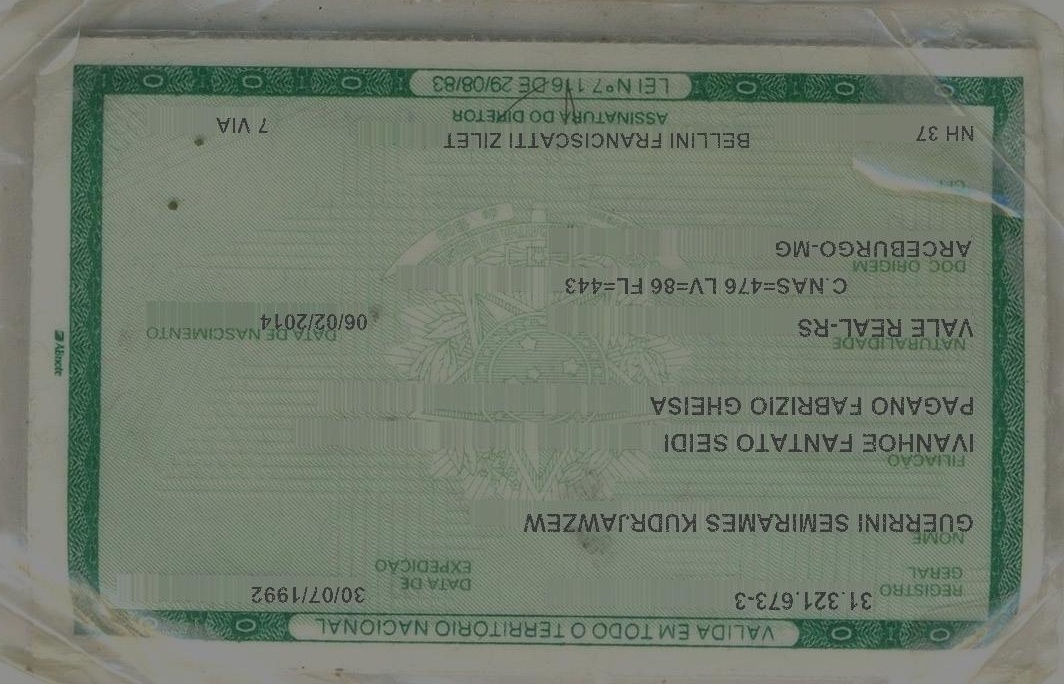 VALIDA EM TODO O TERRITORIO NACIONAL
REGISTRO GERAL 31.321.673-3 DATA DE EXPEDIÇÃO 30/07/1992
NOME
GUERRINI SEMIRAMES KUDRJAWZEW
FILIAÇÃO
IVANHOE FANTATO SEIDI
PAGANO FABRIZIO GHEISA
NATURALIDADE DATA DE NASCIMENTO
VALE REAL-RS 06/02/2014
C.NAS=476 LV=86 FL=443
DOC ORIGEM
ARCEBURGO-MG
CPF
NH 37 BELLINI FRANCISCATTI ZILET 7 VIA
ASSINATURA DO DIRETOR
LEI Nº 7.116 DE 29/08/83